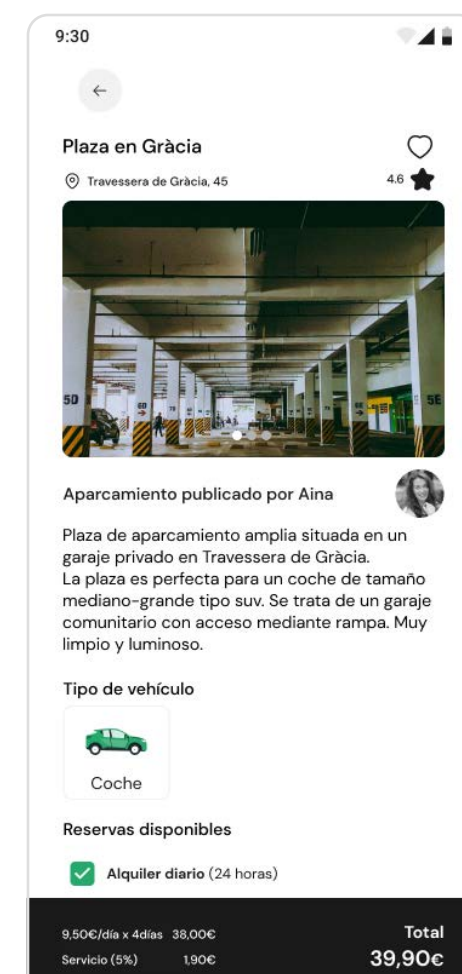 9:30
Plaza en Gràcia
Travessera de Gràcia, 45
4.6
5D
6D
5E
Aparcamiento publicado por Aina
Plaza de aparcamiento amplia situada en un
garaje privado en Travessera de Gràcia.
La plaza es perfecta para un coche de tamaño
mediano-grande tipo suv. Se trata de un garaje
comunitario con acceso mediante rampa. Muy
limpio y luminoso.
Tipo de vehículo
Coche
Reservas disponibles
Alquiler diario (24 horas)
9,50€/día x 4días 38,00€
Total
Servicio (5%) 1,90€
39,90€